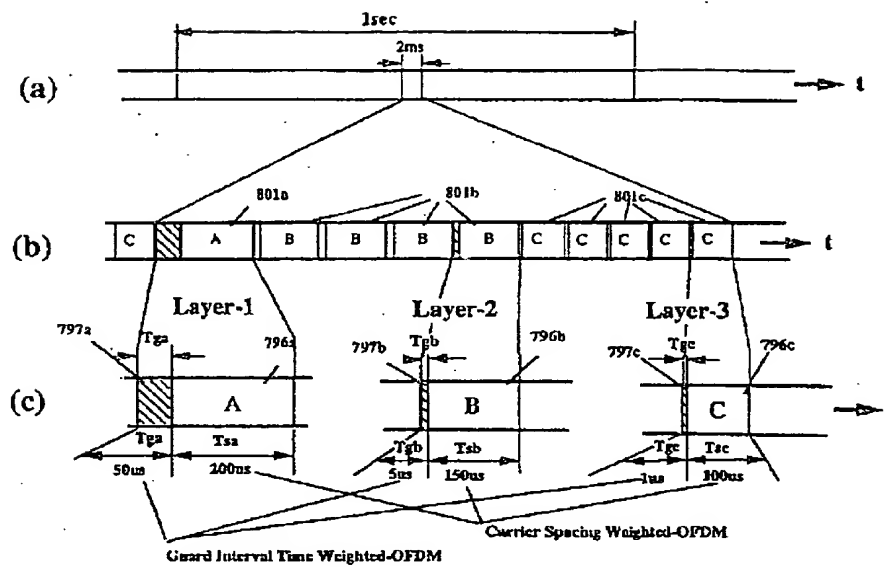 1sec
2ms
(a)
t
801a
801b
801c
(b)
C
A
B
B
B
B
C
C
C
C
C
t
Layer-1
Layer-2
Layer-3
797a
Tga
796a
797b
Tgb
796b
797c
Tgc
796c
(c)
A
B
C
Tga
Tsa
Tgb
Tsb
Tgc
Tsc
50us
200us
5us
150us
1us
100us
Guard Interval Time Weighted-OFDM
Carrier Spacing Weighted-OFDM